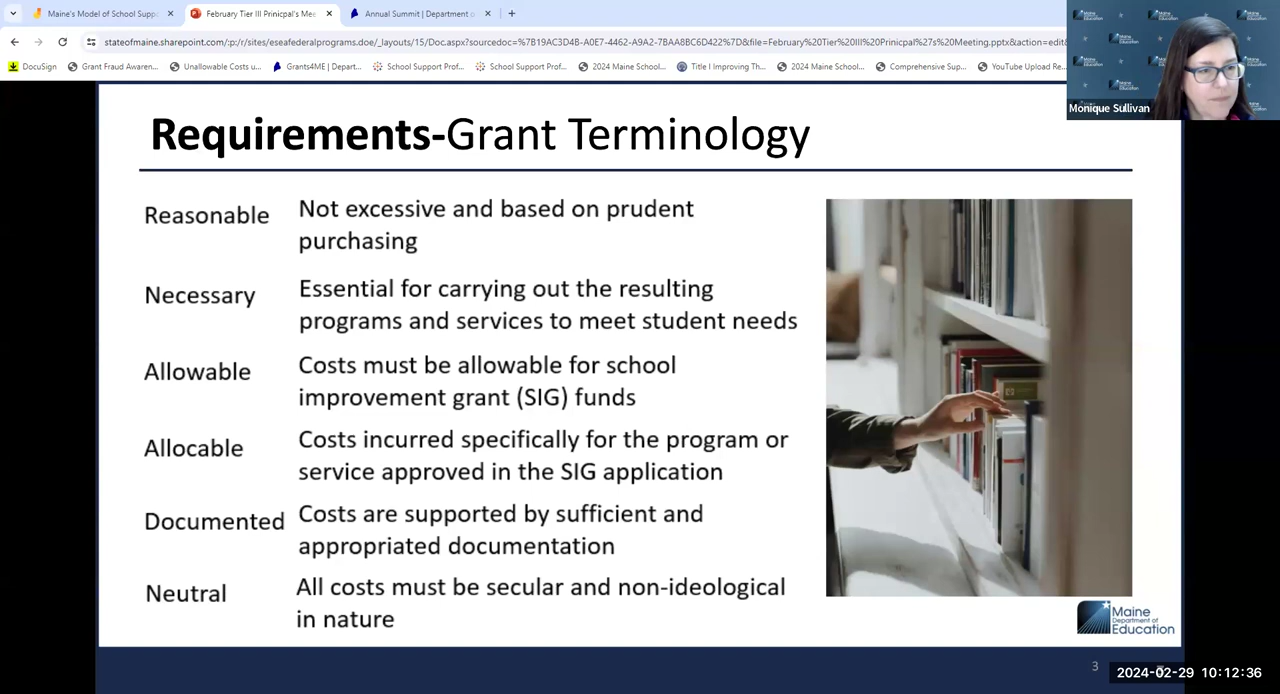 Maine's Model of School Suppo
February Tier III Prinicpal's Mee
Annual Summit | Department o
stateofmaine.sharepoint.com/:p:/r/sites/eseafederalprograms.doe/_layouts/15/Doc.aspx?sourcedoc=%7B19AC3D4B-A0E7-4462-A9A2-7BAA8BC6D422%7D&file=February%20Tier%20III%20Prinicpal%27s%20Meeting.pptx&action=edit&
DocuSign
Grant Fraud Awaren...
Unallowable Costs u...
Grants4ME | Depart...
School Support Prof...
School Support Prof...
2024 Maine School...
Title I Improving Th...
2024 Maine School...
Comprehensive Sup...
YouTube Upload Re...
Monique Sullivan
Requirements-Grant Terminology
Reasonable
Not excessive and based on prudent
purchasing
Necessary
Essential for carrying out the resulting
programs and services to meet student needs
Allowable
Costs must be allowable for school
improvement grant (SIG) funds
Allocable
Costs incurred specifically for the program or
service approved in the SIG application
Documented
Costs are supported by sufficient and
appropriated documentation
Neutral
All costs must be secular and non-ideological
in nature
Maine
Department of
Education
3
2024-02-29 10:12:36